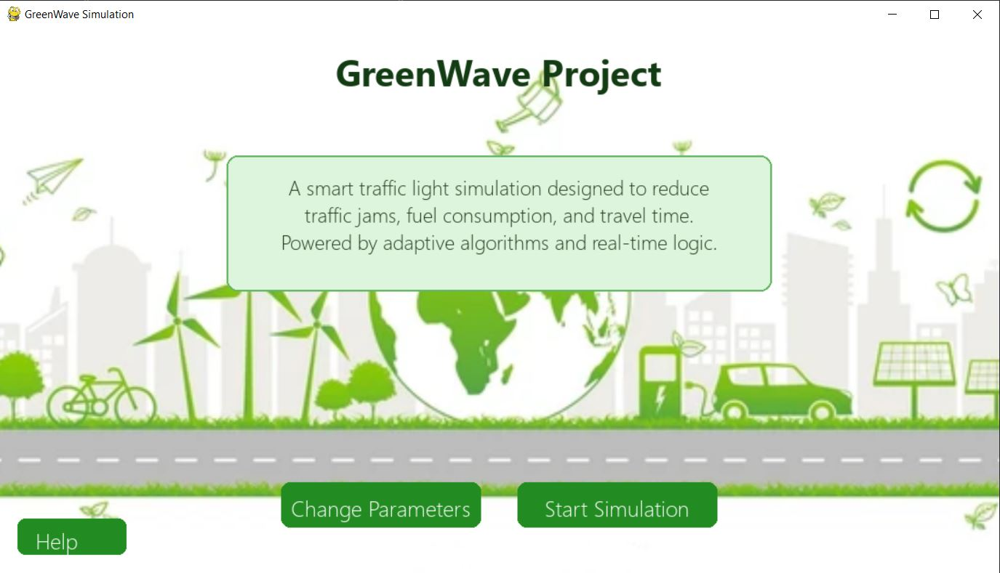 GreenWave Simulation
GreenWave Project
A smart traffic light simulation designed to reduce
traffic jams, fuel consumption, and travel time.
Powered by adaptive algorithms and real-time logic.
Change Parameters
Start Simulation
Help